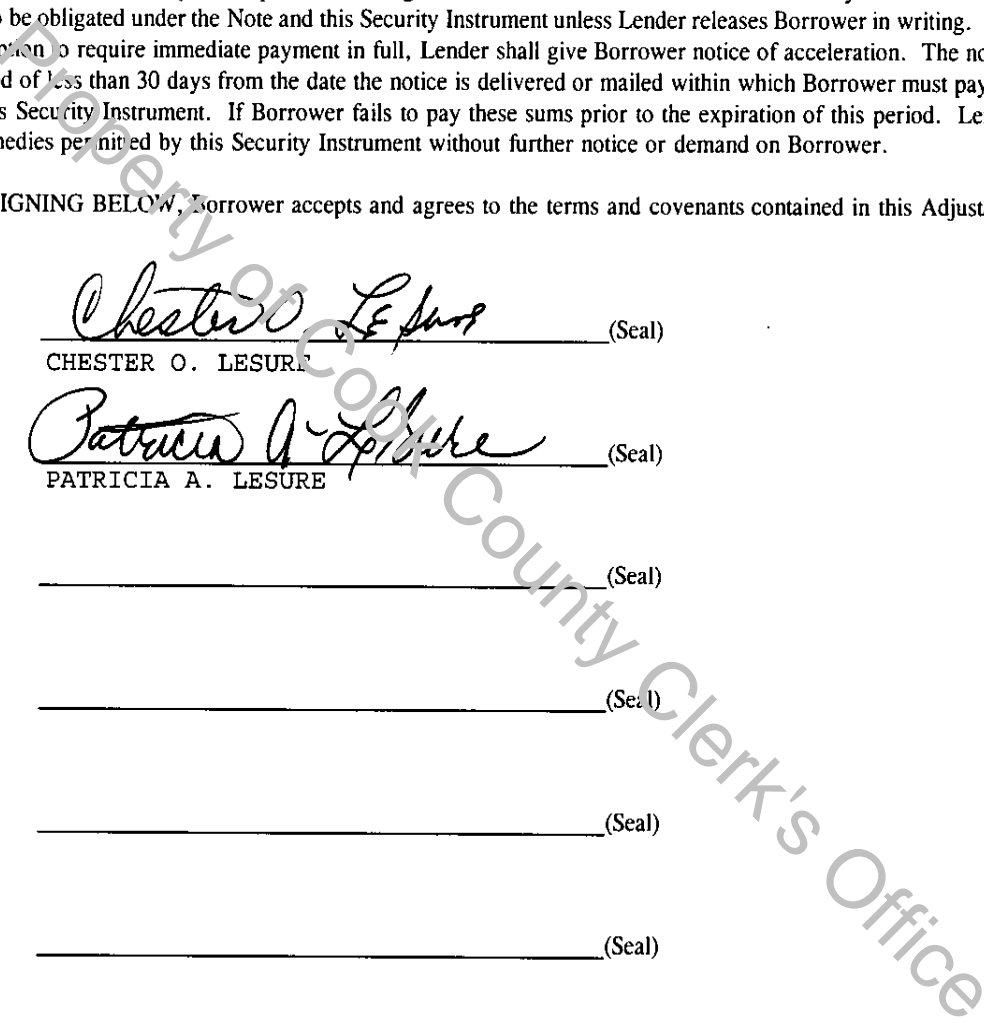 be obligated under the Note and this Security Instrument unless Lender releases Borrower in writing.
to require immediate payment in full, Lender shall give Borrower notice of acceleration. The
of less than 30 days from the date the notice is delivered or mailed within which Borrower must pay
Security Instrument. If Borrower fails to pay these sums prior to the expiration of this period.
permitted by this Security Instrument without further notice or demand on Borrower.
IGNING BELOW, Borrower accepts and agrees to the terms and covenants contained in this Adjust
Chester O. LeSure (Seal)
CHESTER O. LESURE
Patricia A. LeSure (Seal)
PATRICIA A. LESURE
(Seal)
(Seal)
(Seal)
(Seal)
Property of Cook County Clerk's Office